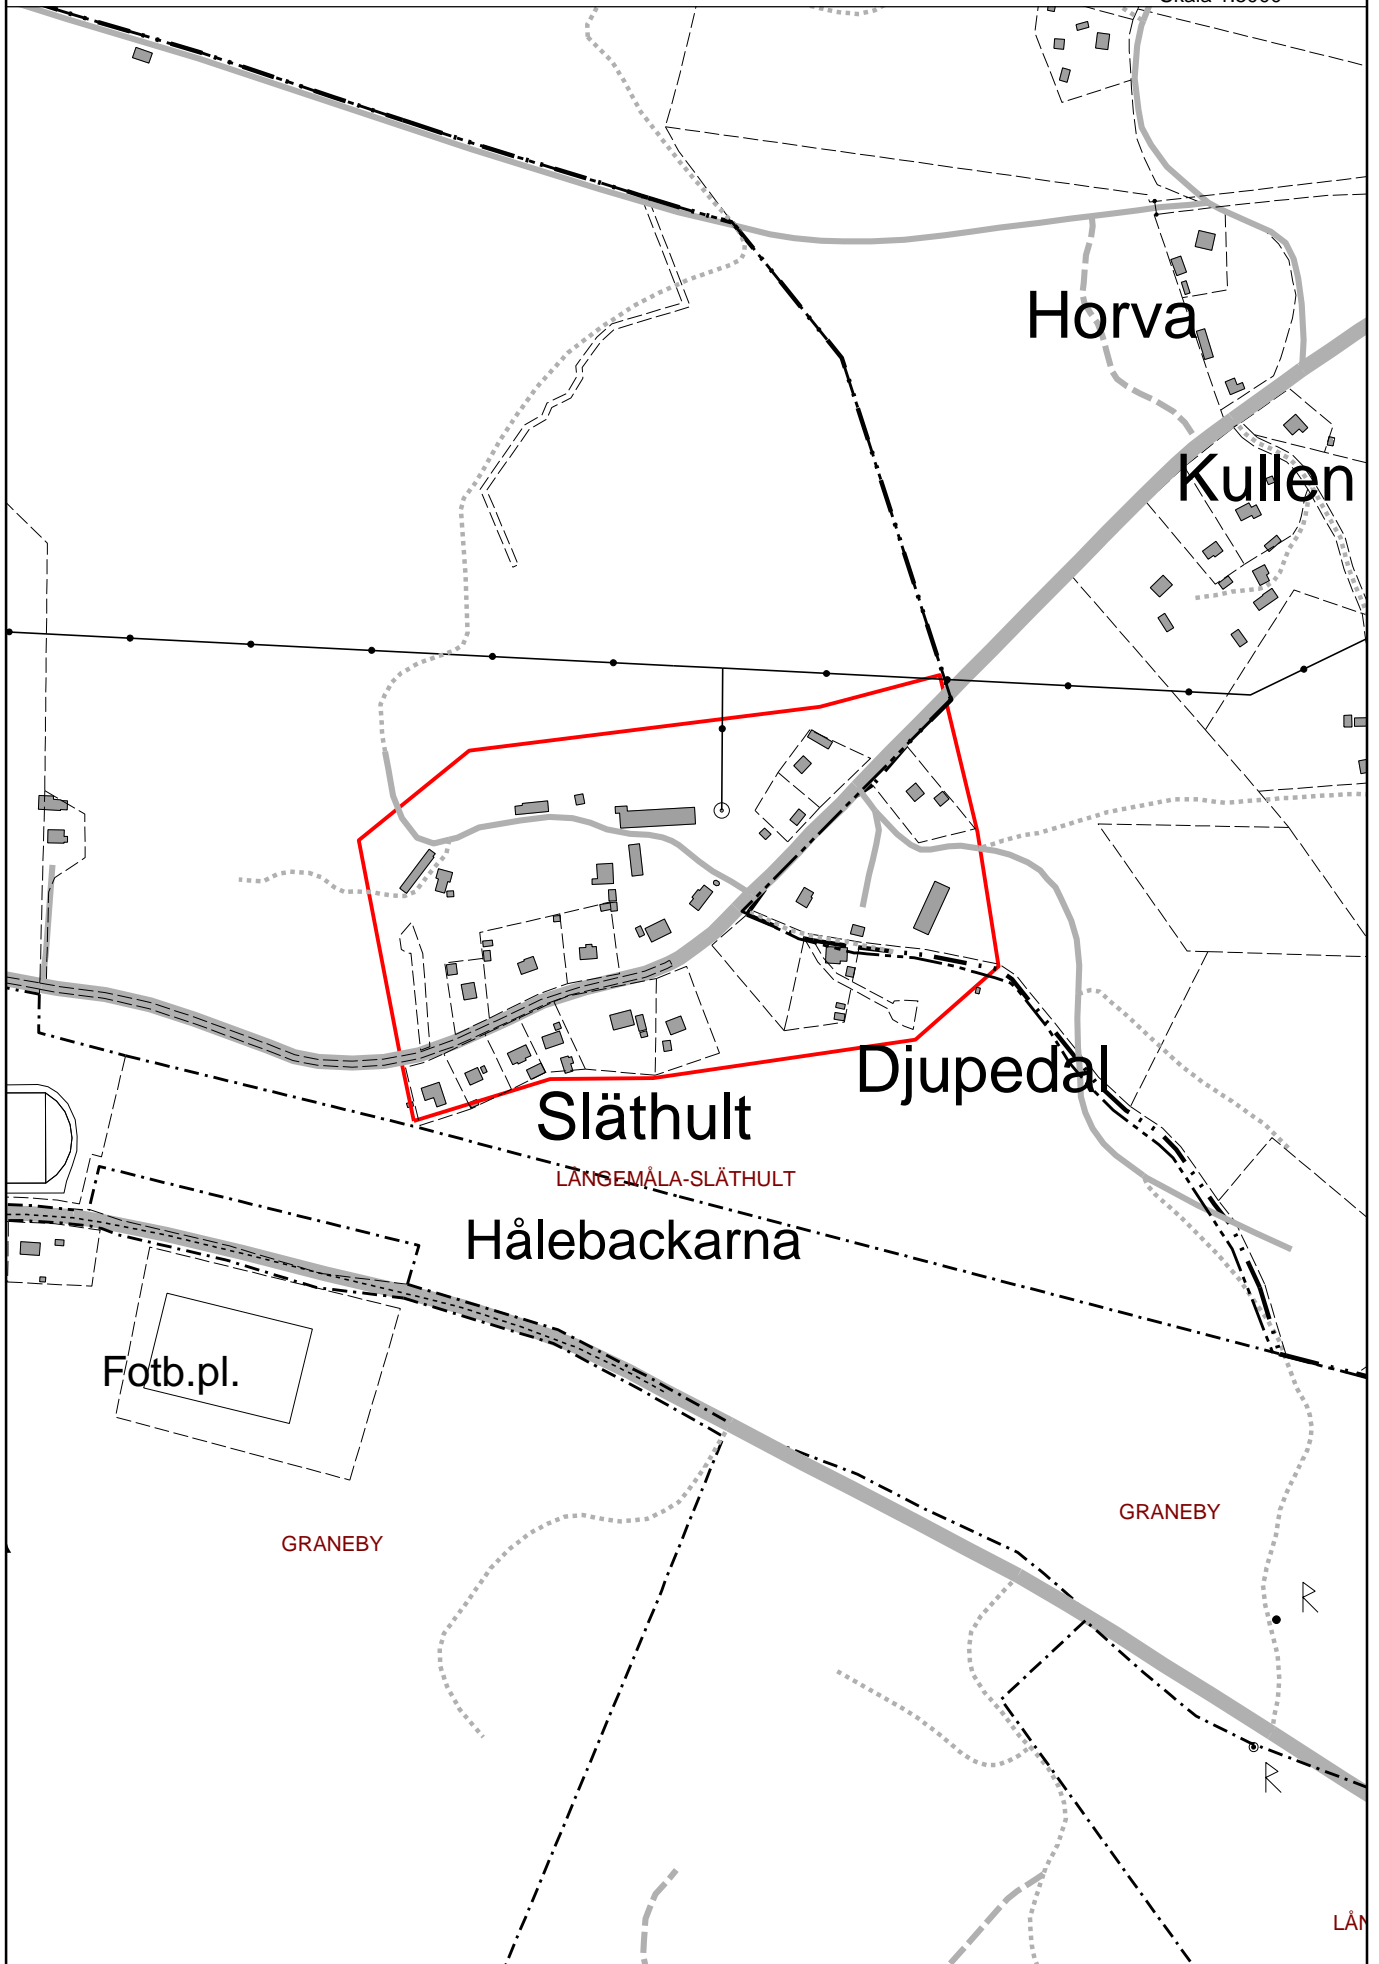 Horva
Kullen
Djupedal
Släthult
LÅNGEMÅLA-SLÄTHULT
Hålebackarna
Fotb.pl.
GRANEBY
GRANEBY
R
R